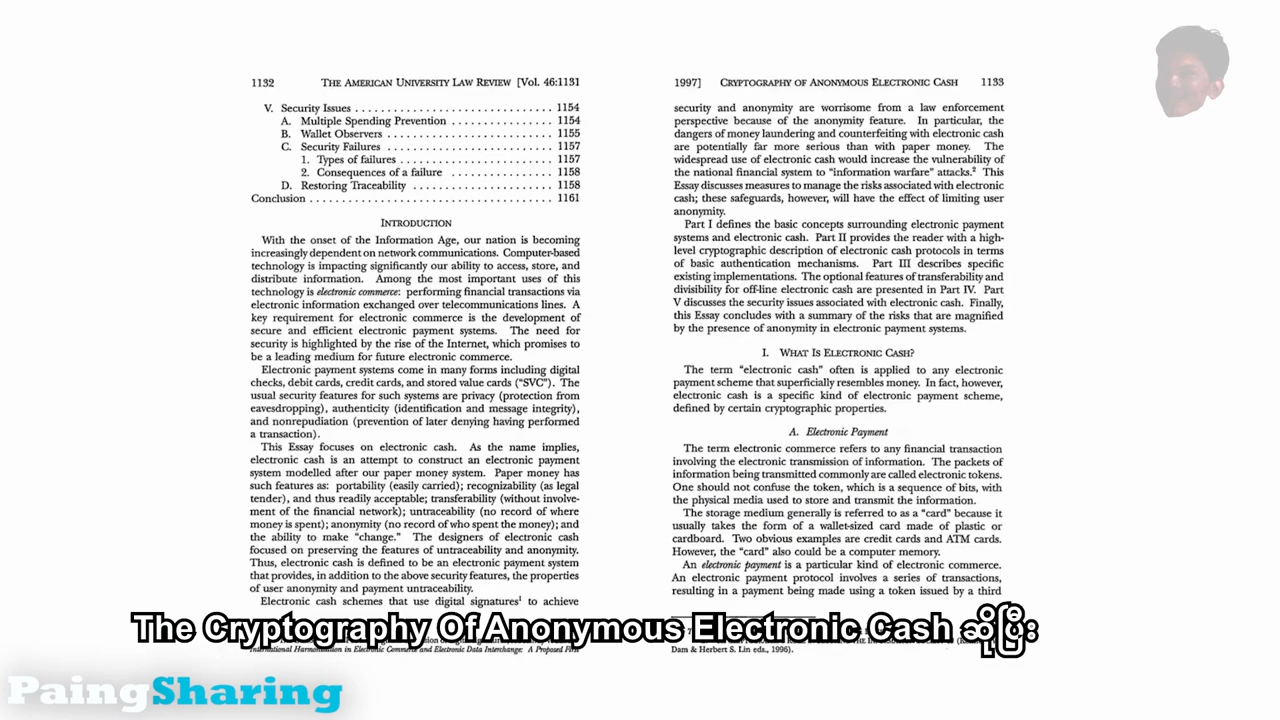 1132 THE AMERICAN UNIVERSITY LAW REVIEW [Vol. 46:1131
V. Security Issues . . . . . . . . . . . . . . . . . . . . . . . . . . . . . . 1154
A. Multiple Spending Prevention . . . . . . . . . . . . . . . 1154
B. Wallet Observers . . . . . . . . . . . . . . . . . . . . . . . . . 1155
C. Security Failures . . . . . . . . . . . . . . . . . . . . . . . . . 1157
1. Types of failures . . . . . . . . . . . . . . . . . . . . . . . 1157
2. Consequences of a failure . . . . . . . . . . . . . . . . 1158
D. Restoring Traceability . . . . . . . . . . . . . . . . . . . . . 1158
Conclusion . . . . . . . . . . . . . . . . . . . . . . . . . . . . . . . . . . . . 1161
INTRODUCTION
With the onset of the Information Age, our nation is becoming
increasingly dependent on network communications. Computer-based
technology is impacting significantly our ability to access, store, and
distribute information. Among the most important uses of this
technology is electronic commerce: performing financial transactions via
electronic information exchanged over telecommunications lines. A
key requirement for electronic commerce is the development of
secure and efficient electronic payment systems. The need for
security is highlighted by the rise of the Internet, which promises to
be a leading medium for future electronic commerce.
Electronic payment systems come in many forms including digital
checks, debit cards, credit cards, and stored value cards ("SVC"). The
usual security features for such systems are privacy (protection from
eavesdropping), authenticity (identification and message integrity),
and nonrepudiation (prevention of later denying having performed
a transaction).
This Essay focuses on electronic cash. As the name implies,
electronic cash is an attempt to construct an electronic payment
system modelled after our paper money system. Paper money has
such features as: portability (easily carried); recognizability (as legal
tender), and thus readily acceptable; transferability (without involve-
ment of the financial network); untraceability (no record of where
money is spent); anonymity (no record of who spent the money); and
the ability to make "change." The designers of electronic cash
focused on preserving the features of untraceability and anonymity.
Thus, electronic cash is defined to be an electronic payment system
that provides, in addition to the above security features, the properties
of user anonymity and payment untraceability.
Electronic cash schemes that use digital signatures1 to achieve
International Harmonization in Electronic Commerce and Electronic Data Interchange: A Proposed First
1997] CRYPTOGRAPHY OF ANONYMOUS ELECTRONIC CASH 1133
security and anonymity are worrisome from a law enforcement
perspective because of the anonymity feature. In particular, the
dangers of money laundering and counterfeiting with electronic cash
are potentially far more serious than with paper money. The
widespread use of electronic cash would increase the vulnerability of
the national financial system to "information warfare" attacks.2 This
Essay discusses measures to manage the risks associated with electronic
cash; these safeguards, however, will have the effect of limiting user
anonymity.
Part I defines the basic concepts surrounding electronic payment
systems and electronic cash. Part II provides the reader with a high-
level cryptographic description of electronic cash protocols in terms
of basic authentication mechanisms. Part III describes specific
existing implementations. The optional features of transferability and
divisibility for off-line electronic cash are presented in Part IV. Part
V discusses the security issues associated with electronic cash. Finally,
this Essay concludes with a summary of the risks that are magnified
by the presence of anonymity in electronic payment systems.
I. WHAT IS ELECTRONIC CASH?
The term "electronic cash" often is applied to any electronic
payment scheme that superficially resembles money. In fact, however,
electronic cash is a specific kind of electronic payment scheme,
defined by certain cryptographic properties.
A. Electronic Payment
The term electronic commerce refers to any financial transaction
involving the electronic transmission of information. The packets of
information being transmitted commonly are called electronic tokens.
One should not confuse the token, which is a sequence of bits, with
the physical media used to store and transmit the information.
The storage medium generally is referred to as a "card" because it
usually takes the form of a wallet-sized card made of plastic or
cardboard. Two obvious examples are credit cards and ATM cards.
However, the "card" also could be a computer memory.
An electronic payment is a particular kind of electronic commerce.
An electronic payment protocol involves a series of transactions,
resulting in a payment being made using a token issued by a third
Dam & Herbert S. Lin eds., 1996).
The Cryptography Of Anonymous Electronic Cash ဆိုပြီး
PaingSharing